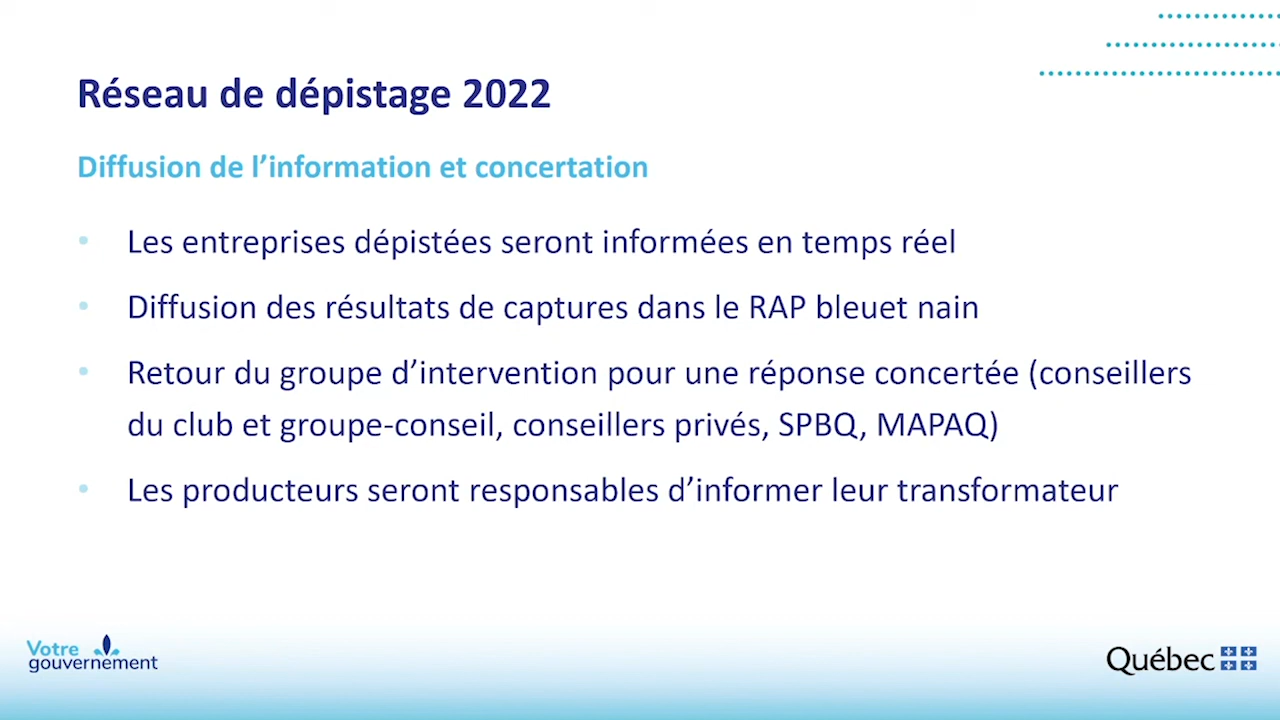 Réseau de dépistage 2022
Diffusion de l’information et concertation
• Les entreprises dépistées seront informées en temps réel
• Diffusion des résultats de captures dans le RAP bleuet nain
• Retour du groupe d’intervention pour une réponse concertée (conseillers
du club et groupe-conseil, conseillers privés, SPBQ, MAPAQ)
• Les producteurs seront responsables d’informer leur transformateur
Votre
gouvernement
Québec